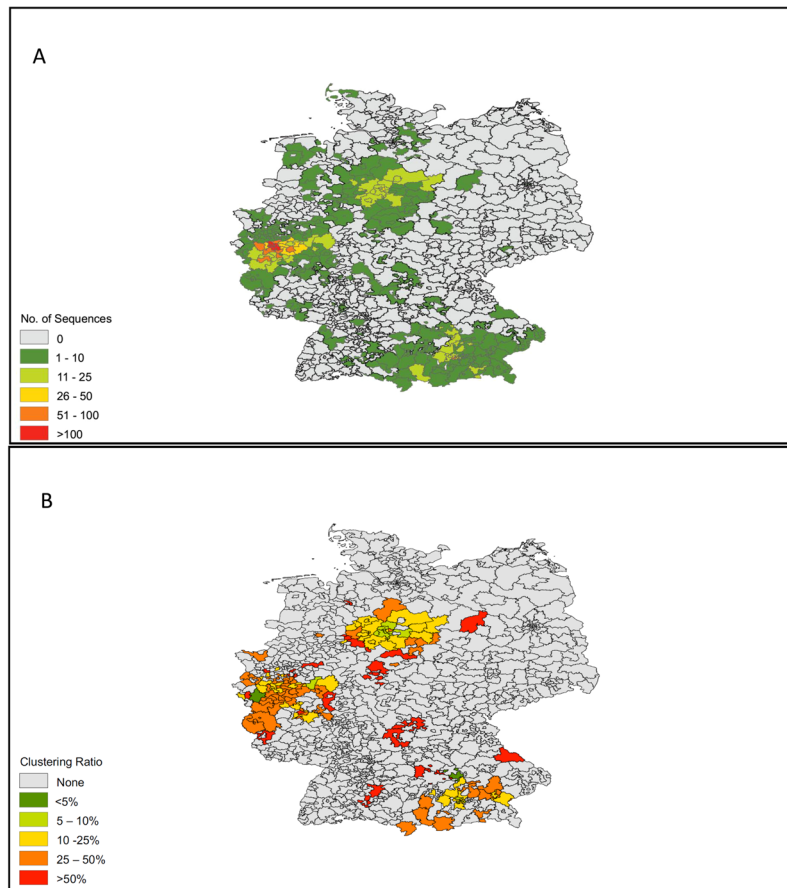 A
No. of Sequences
0
1 - 10
11 - 25
26 - 50
51 - 100
>100
B
Clustering Ratio
None
<5%
5 – 10%
10 -25%
25 – 50%
>50%